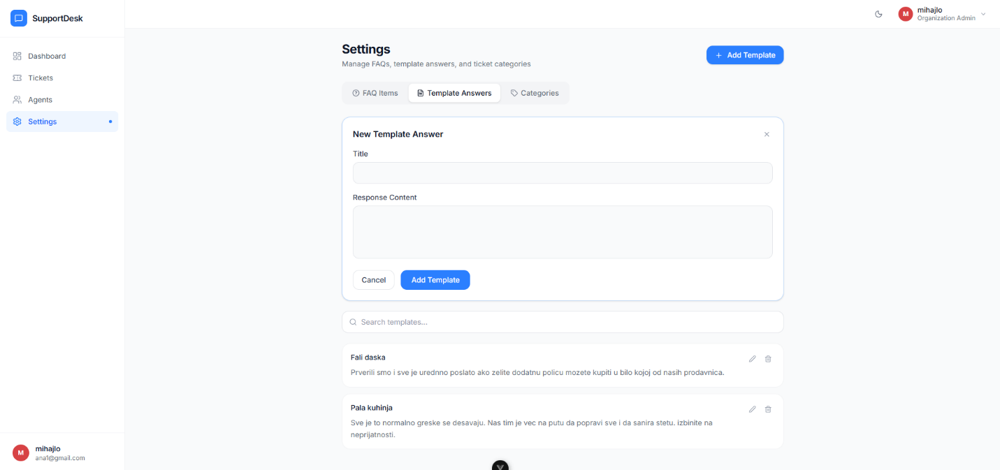 SupportDesk
M mihajlo
Organization Admin
Dashboard
Tickets
Agents
Settings
Settings
Manage FAQs, template answers, and ticket categories
+ Add Template
FAQ Items
Template Answers
Categories
New Template Answer
Title
Response Content
Cancel
Add Template
Search templates...
Fali daska
Prverili smo i sve je urednno poslato ako zelite dodatnu policu mozete kupiti u bilo kojoj od nasih prodavnica.
Pala kuhinja
Sve je to normalno greske se desavaju. Nas tim je vec na putu da popravi sve i da sanira stetu. izbinite na
neprijatnosti.
M mihajlo
ana1@gmail.com